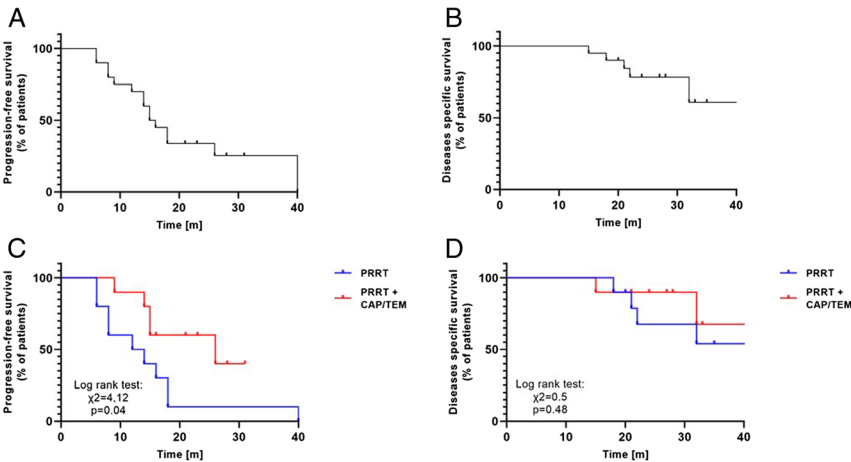 A
Progression-free survival
(% of patients)
100
50
0
0 10 20 30 40
Time [m]
B
Diseases specific survival
(% of patients)
100
50
0
0 10 20 30 40
Time [m]
C
Progression-free survival
(% of patients)
100
50
0
0 10 20 30 40
Time [m]
Log rank test:
χ2=4,12
p=0.04
PRRT
PRRT +
CAP/TEM
D
Diseases specific survival
(% of patients)
100
50
0
0 10 20 30 40
Time [m]
Log rank test:
χ2=0.5
p=0.48
PRRT
PRRT +
CAP/TEM